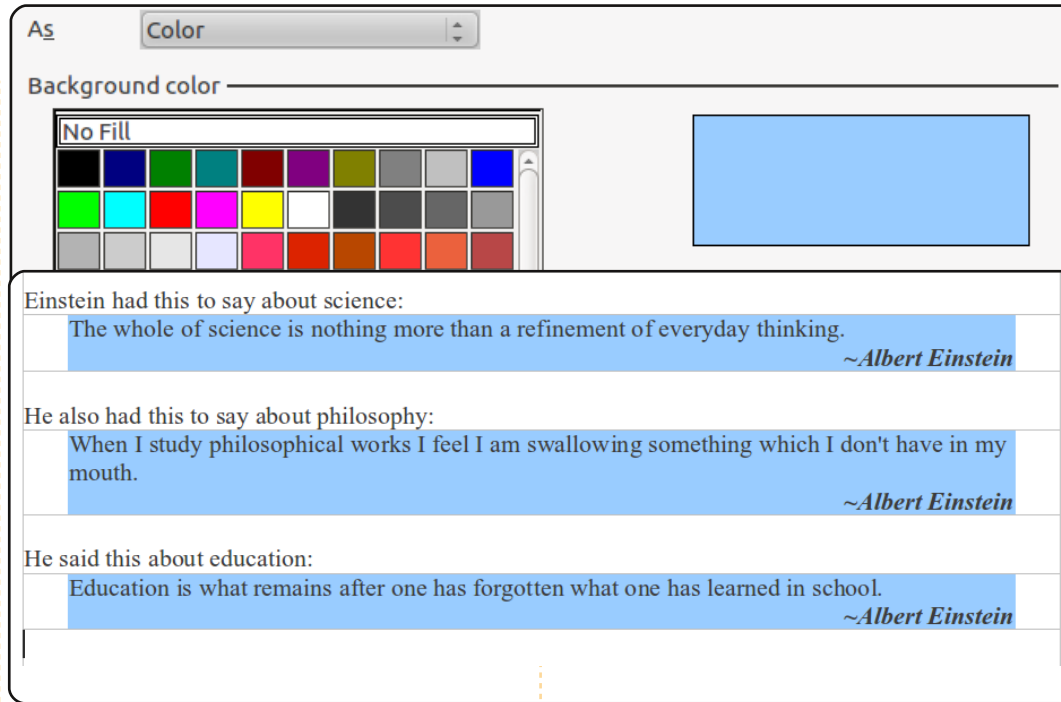 As Color
Background color
No Fill
Einstein had this to say about science:
The whole of science is nothing more than a refinement of everyday thinking.
~Albert Einstein
He also had this to say about philosophy:
When I study philosophical works I feel I am swallowing something which I don't have in my
mouth.
~Albert Einstein
He said this about education:
Education is what remains after one has forgotten what one has learned in school.
~Albert Einstein